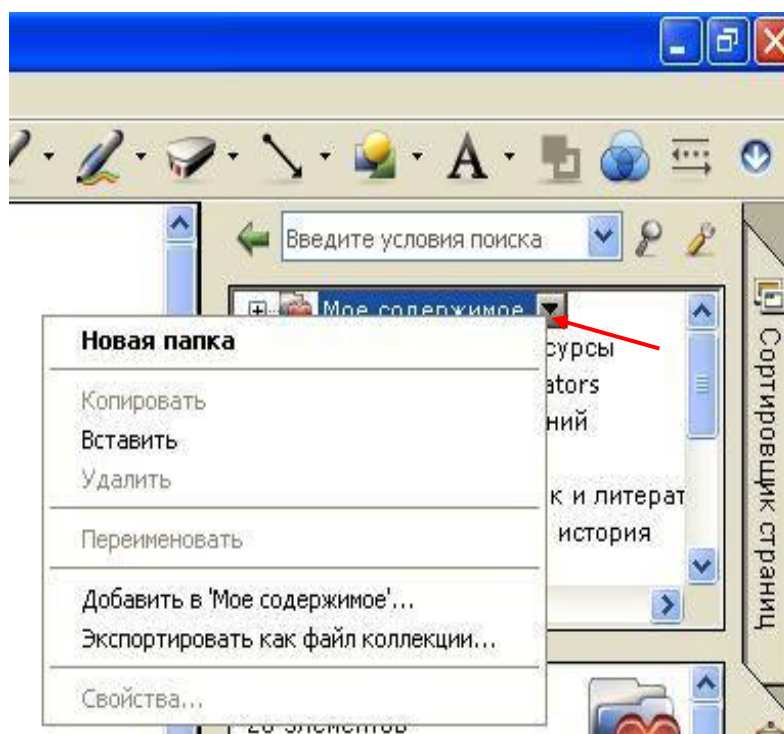 Введите условия поиска
Мое содержимое
Новая папка
сурсы
ators
Копировать
ний
Вставить
Удалить
к и литерат
история
Переименовать
Добавить в 'Мое содержимое'...
Экспортировать как файл коллекции...
Свойства...
элементов
Сортировщик страниц